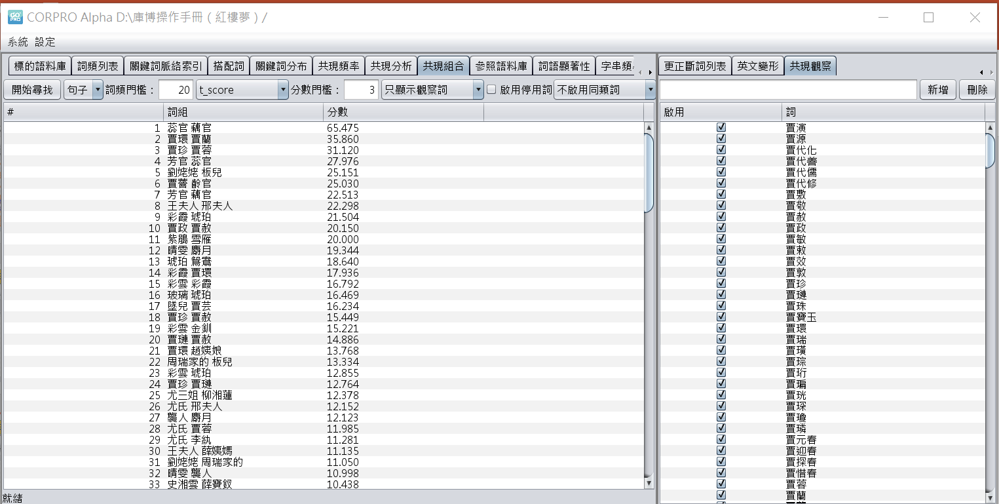 GO PRO CORPRO Alpha D:\庫博操作手冊（紅樓夢）/
系統 設定
標的語料庫 詞頻列表 關鍵詞脈絡索引 搭配詞 關鍵詞分布 共現頻率 共現分析 共現組合 參照語料庫 詞語顯著性 字串頻 更正斷詞列表 英文變形 共現觀察
開始尋找 句子 詞頻門檻： 20 t_score 分數門檻： 3 只顯示觀察詞 啟用停用詞 不啟用同類詞 新增 刪除
# 詞組 分數 啟用 詞
1 蕊官 藕官 65.475 賈演
2 賈環 賈蘭 35.860 賈源
3 賈珍 賈蓉 31.120 賈代化
4 芳官 蕊官 27.976 賈代善
5 劉姥姥 板兒 25.151 賈代儒
6 賈薔 齡官 25.030 賈代修
7 芳官 藕官 22.513 賈敷
8 王夫人 邢夫人 22.298 賈敬
9 彩霞 琥珀 21.504 賈赦
10 賈政 賈赦 20.150 賈政
11 紫鵑 雪雁 20.000 賈敏
12 晴雯 麝月 19.344 賈敕
13 琥珀 鴛鴦 18.640 賈效
14 彩霞 賈環 17.936 賈敦
15 彩雲 彩霞 16.792 賈珍
16 玻璃 琥珀 16.469 賈璉
17 墜兒 賈芸 16.234 賈珠
18 賈珍 賈赦 15.449 賈寶玉
19 彩雲 金釧 15.221 賈環
20 賈璉 賈赦 14.886 賈瑞
21 賈環 趙姨娘 13.768 賈璜
22 周瑞家的 板兒 13.334 賈琮
23 彩雲 琥珀 12.855 賈珩
24 賈珍 賈璉 12.764 賈㻞
25 尤三姐 柳湘蓮 12.378 賈珖
26 尤氏 邢夫人 12.152 賈琛
27 襲人 麝月 12.123 賈瓊
28 尤氏 賈蓉 11.985 賈璘
29 尤氏 李紈 11.281 賈元春
30 王夫人 薛姨媽 11.135 賈迎春
31 劉姥姥 周瑞家的 11.050 賈探春
32 晴雯 襲人 10.998 賈惜春
33 史湘雲 薛寶釵 10.438 賈蓉
賈蘭
就緒